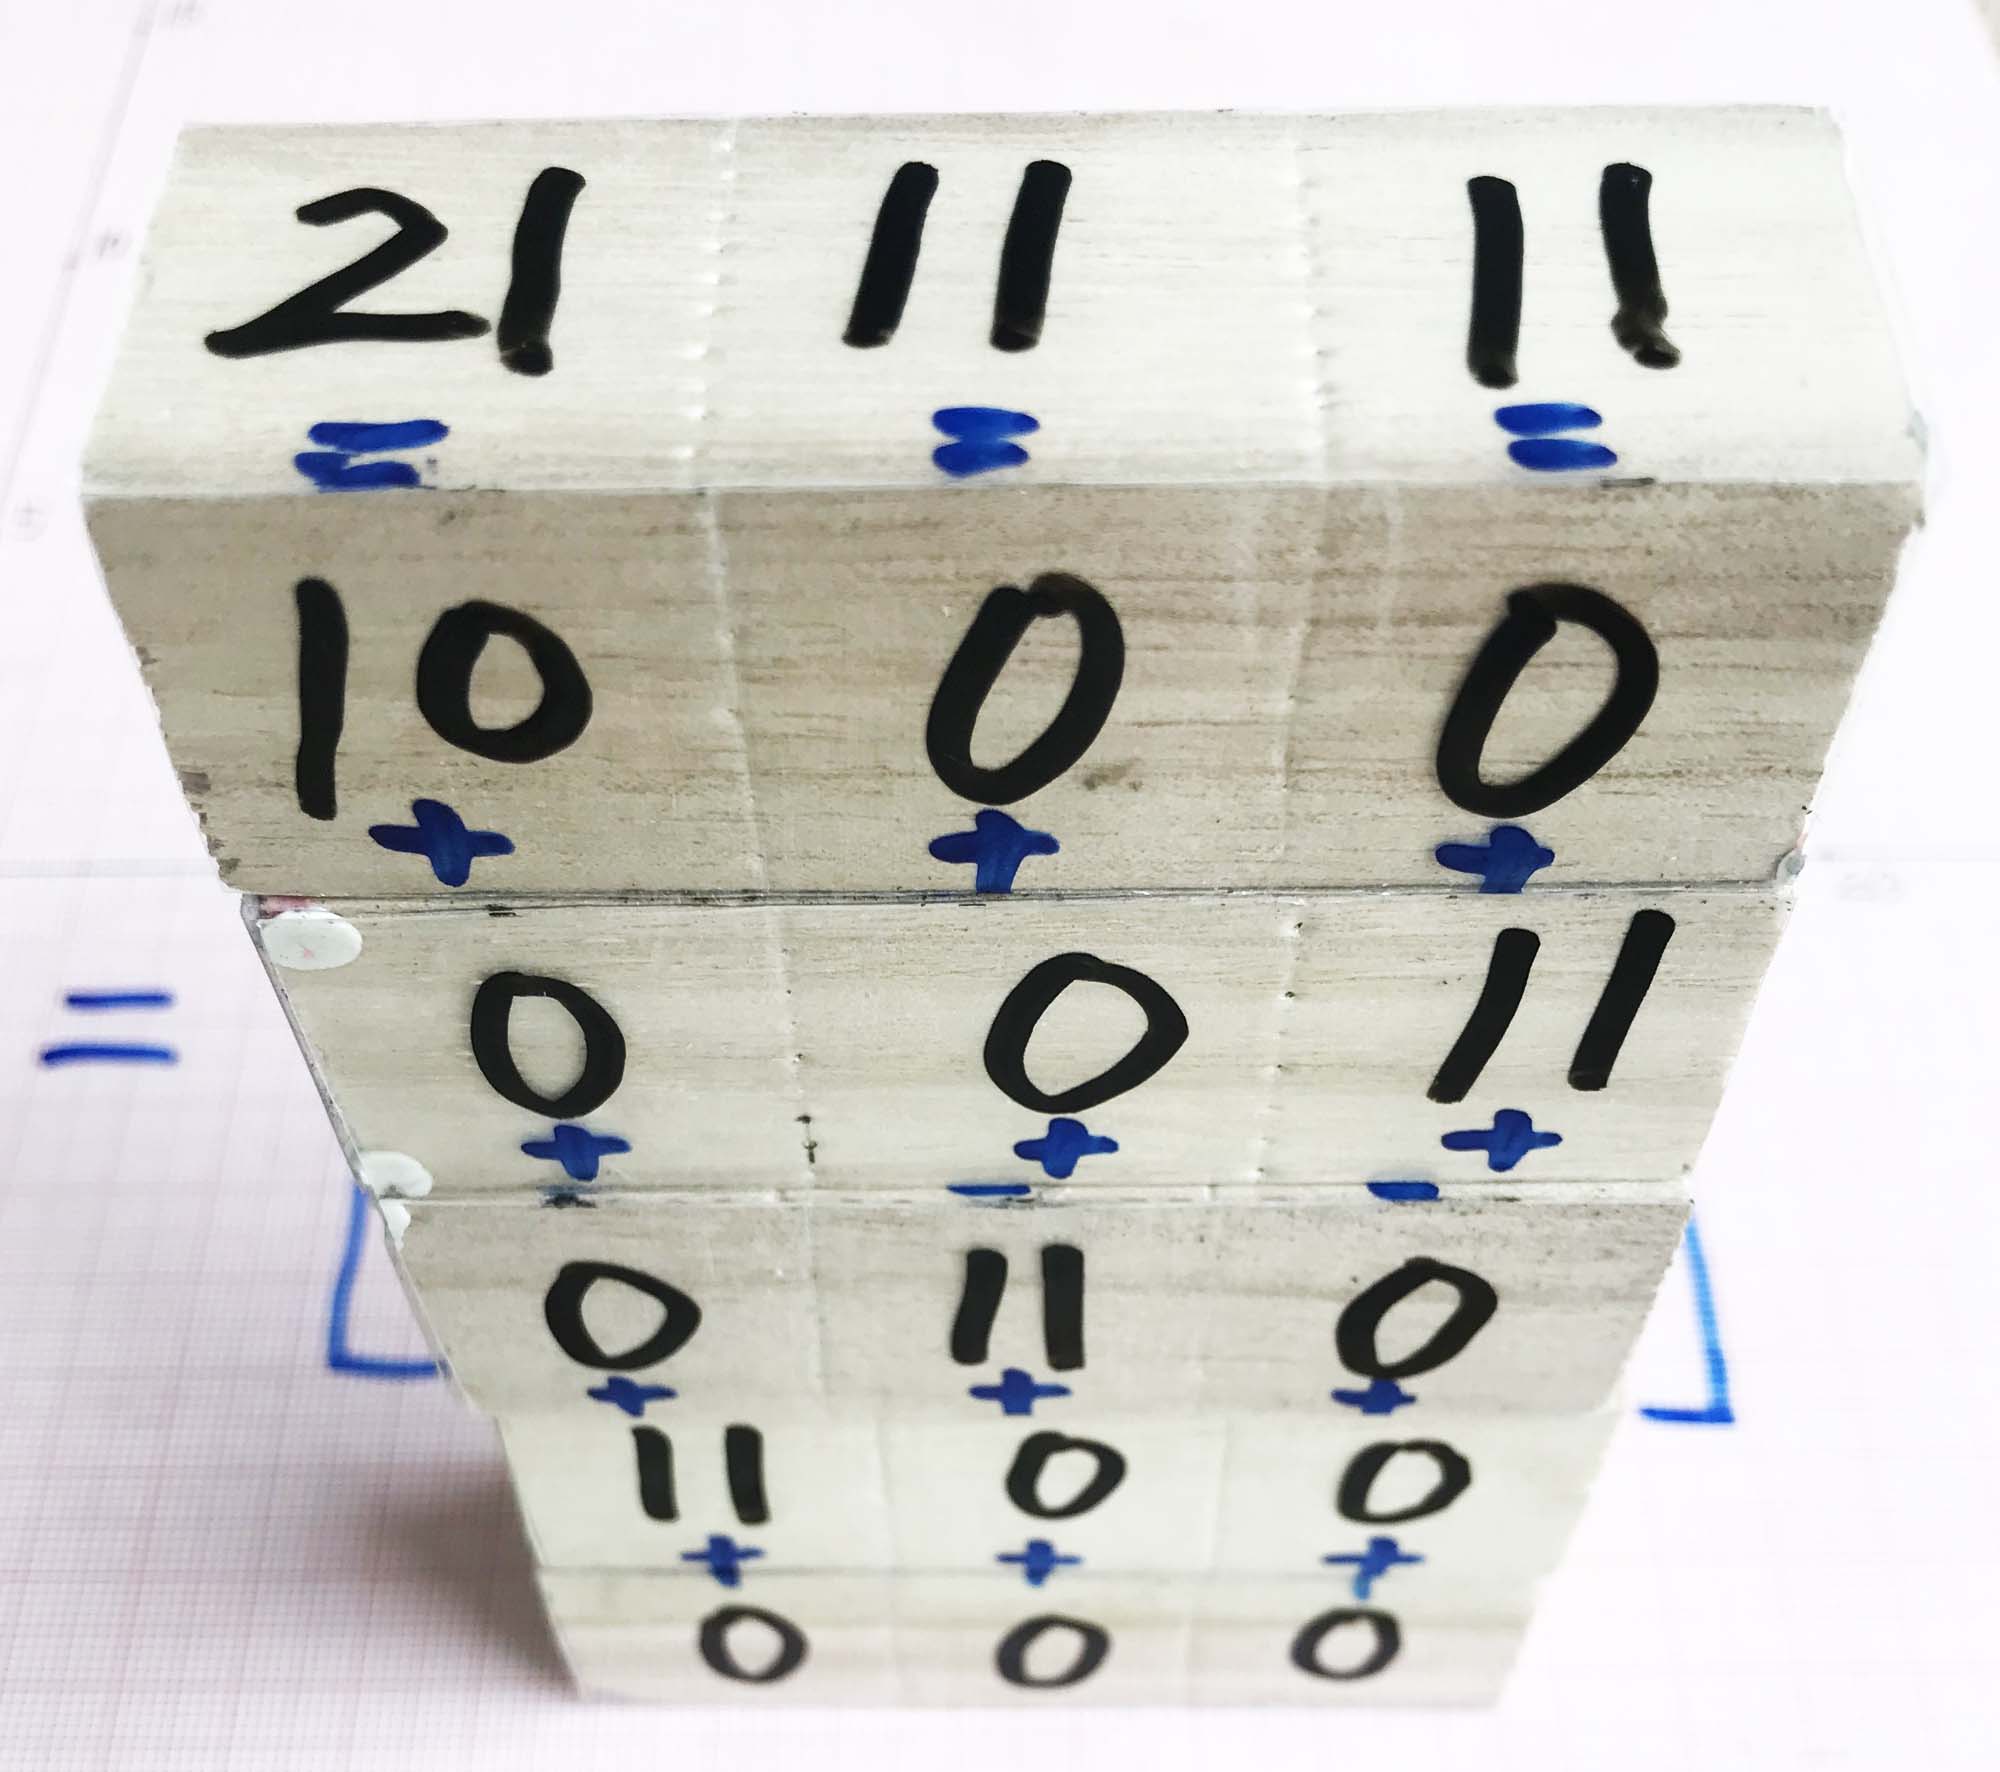 21 11 11
= = =
10 0 0
+ + +
0 0 11
=
+ + +
- -
[ ]
0 11 0
+ + +
11 0 0
+ + +
0 0 0